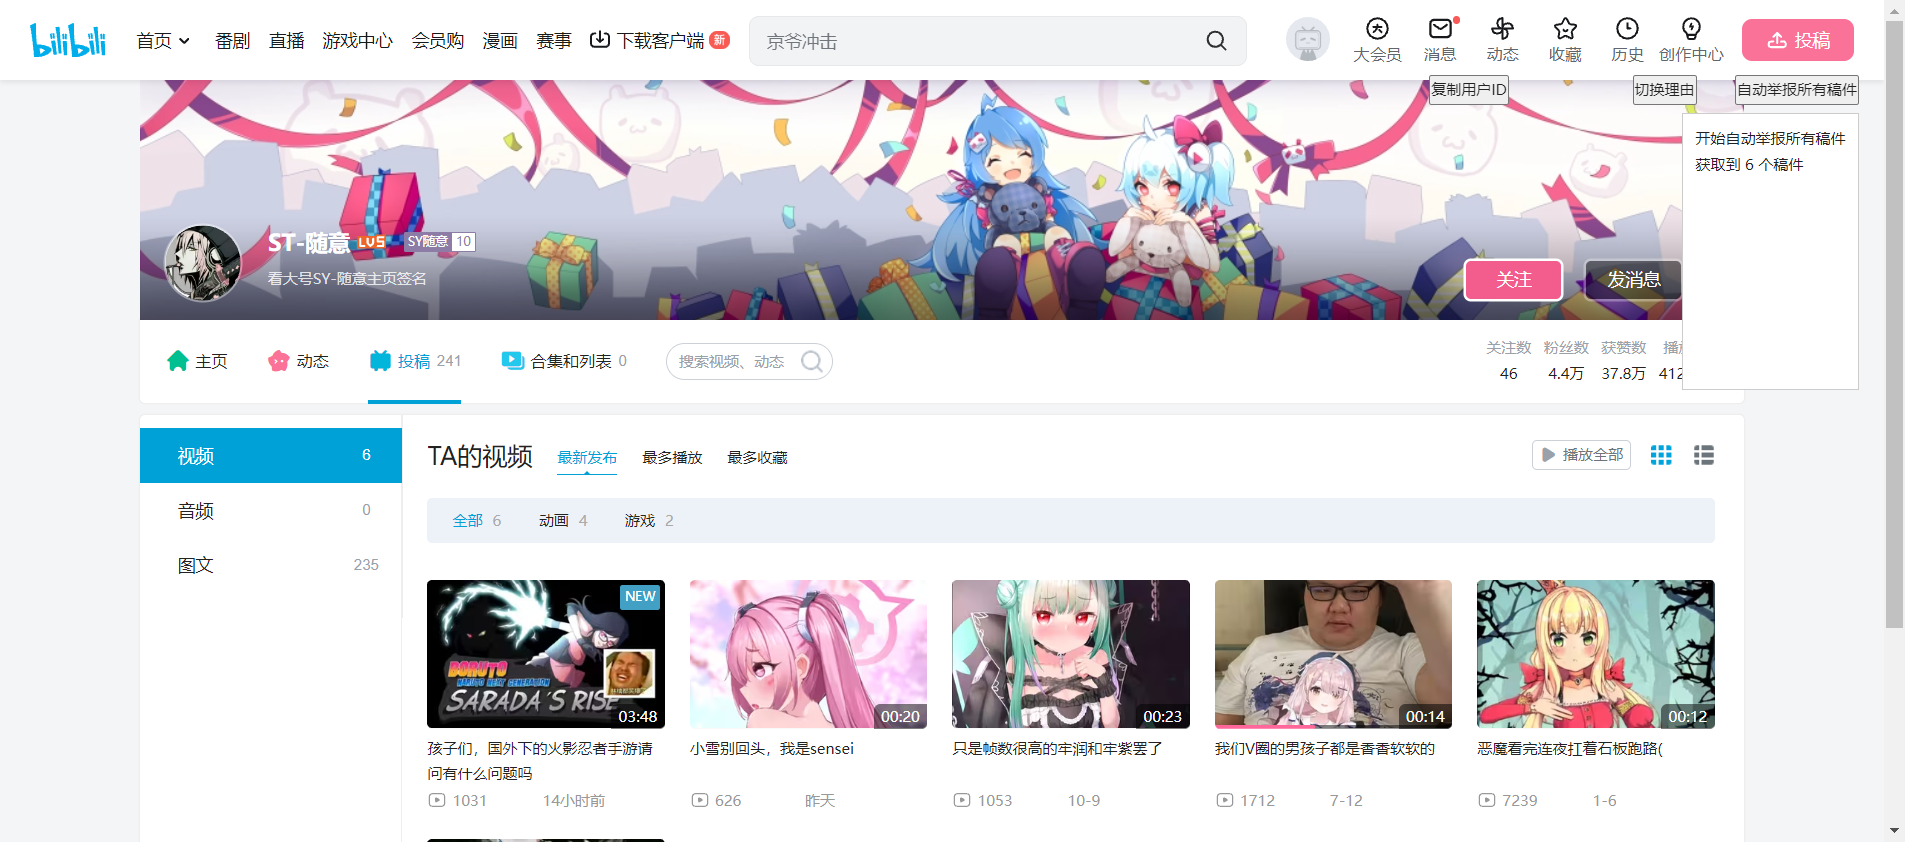 bilibili
首页
番剧
直播
游戏中心
会员购
漫画
赛事
下载客户端
新
京爷冲击
大会员
消息
动态
收藏
历史
创作中心
投稿
复制用户ID
切换理由
自动举报所有稿件
开始自动举报所有稿件
获取到 6 个稿件
ST-随意 LV5 SY随意 10
看大号SY-随意主页签名
关注
发消息
主页
动态
投稿 241
合集和列表 0
搜索视频、动态
关注数
46
粉丝数
4.4万
获赞数
37.8万
播
412
视频 6
音频 0
图文 235
TA的视频
最新发布
最多播放
最多收藏
播放全部
全部 6
动画 4
游戏 2
NEW
BORUTO
NARUTO NEXT GENERATION
SARADA'S RISE
03:48
孩子们，国外下的火影忍者手游请
问有什么问题吗
1031
14小时前
00:20
小雪别回头，我是sensei
626
昨天
00:23
只是帧数很高的牢润和牢紫罢了
1053
10-9
00:14
我们V圈的男孩子都是香香软软的
1712
7-12
00:12
恶魔看完连夜扛着石板跑路(
7239
1-6